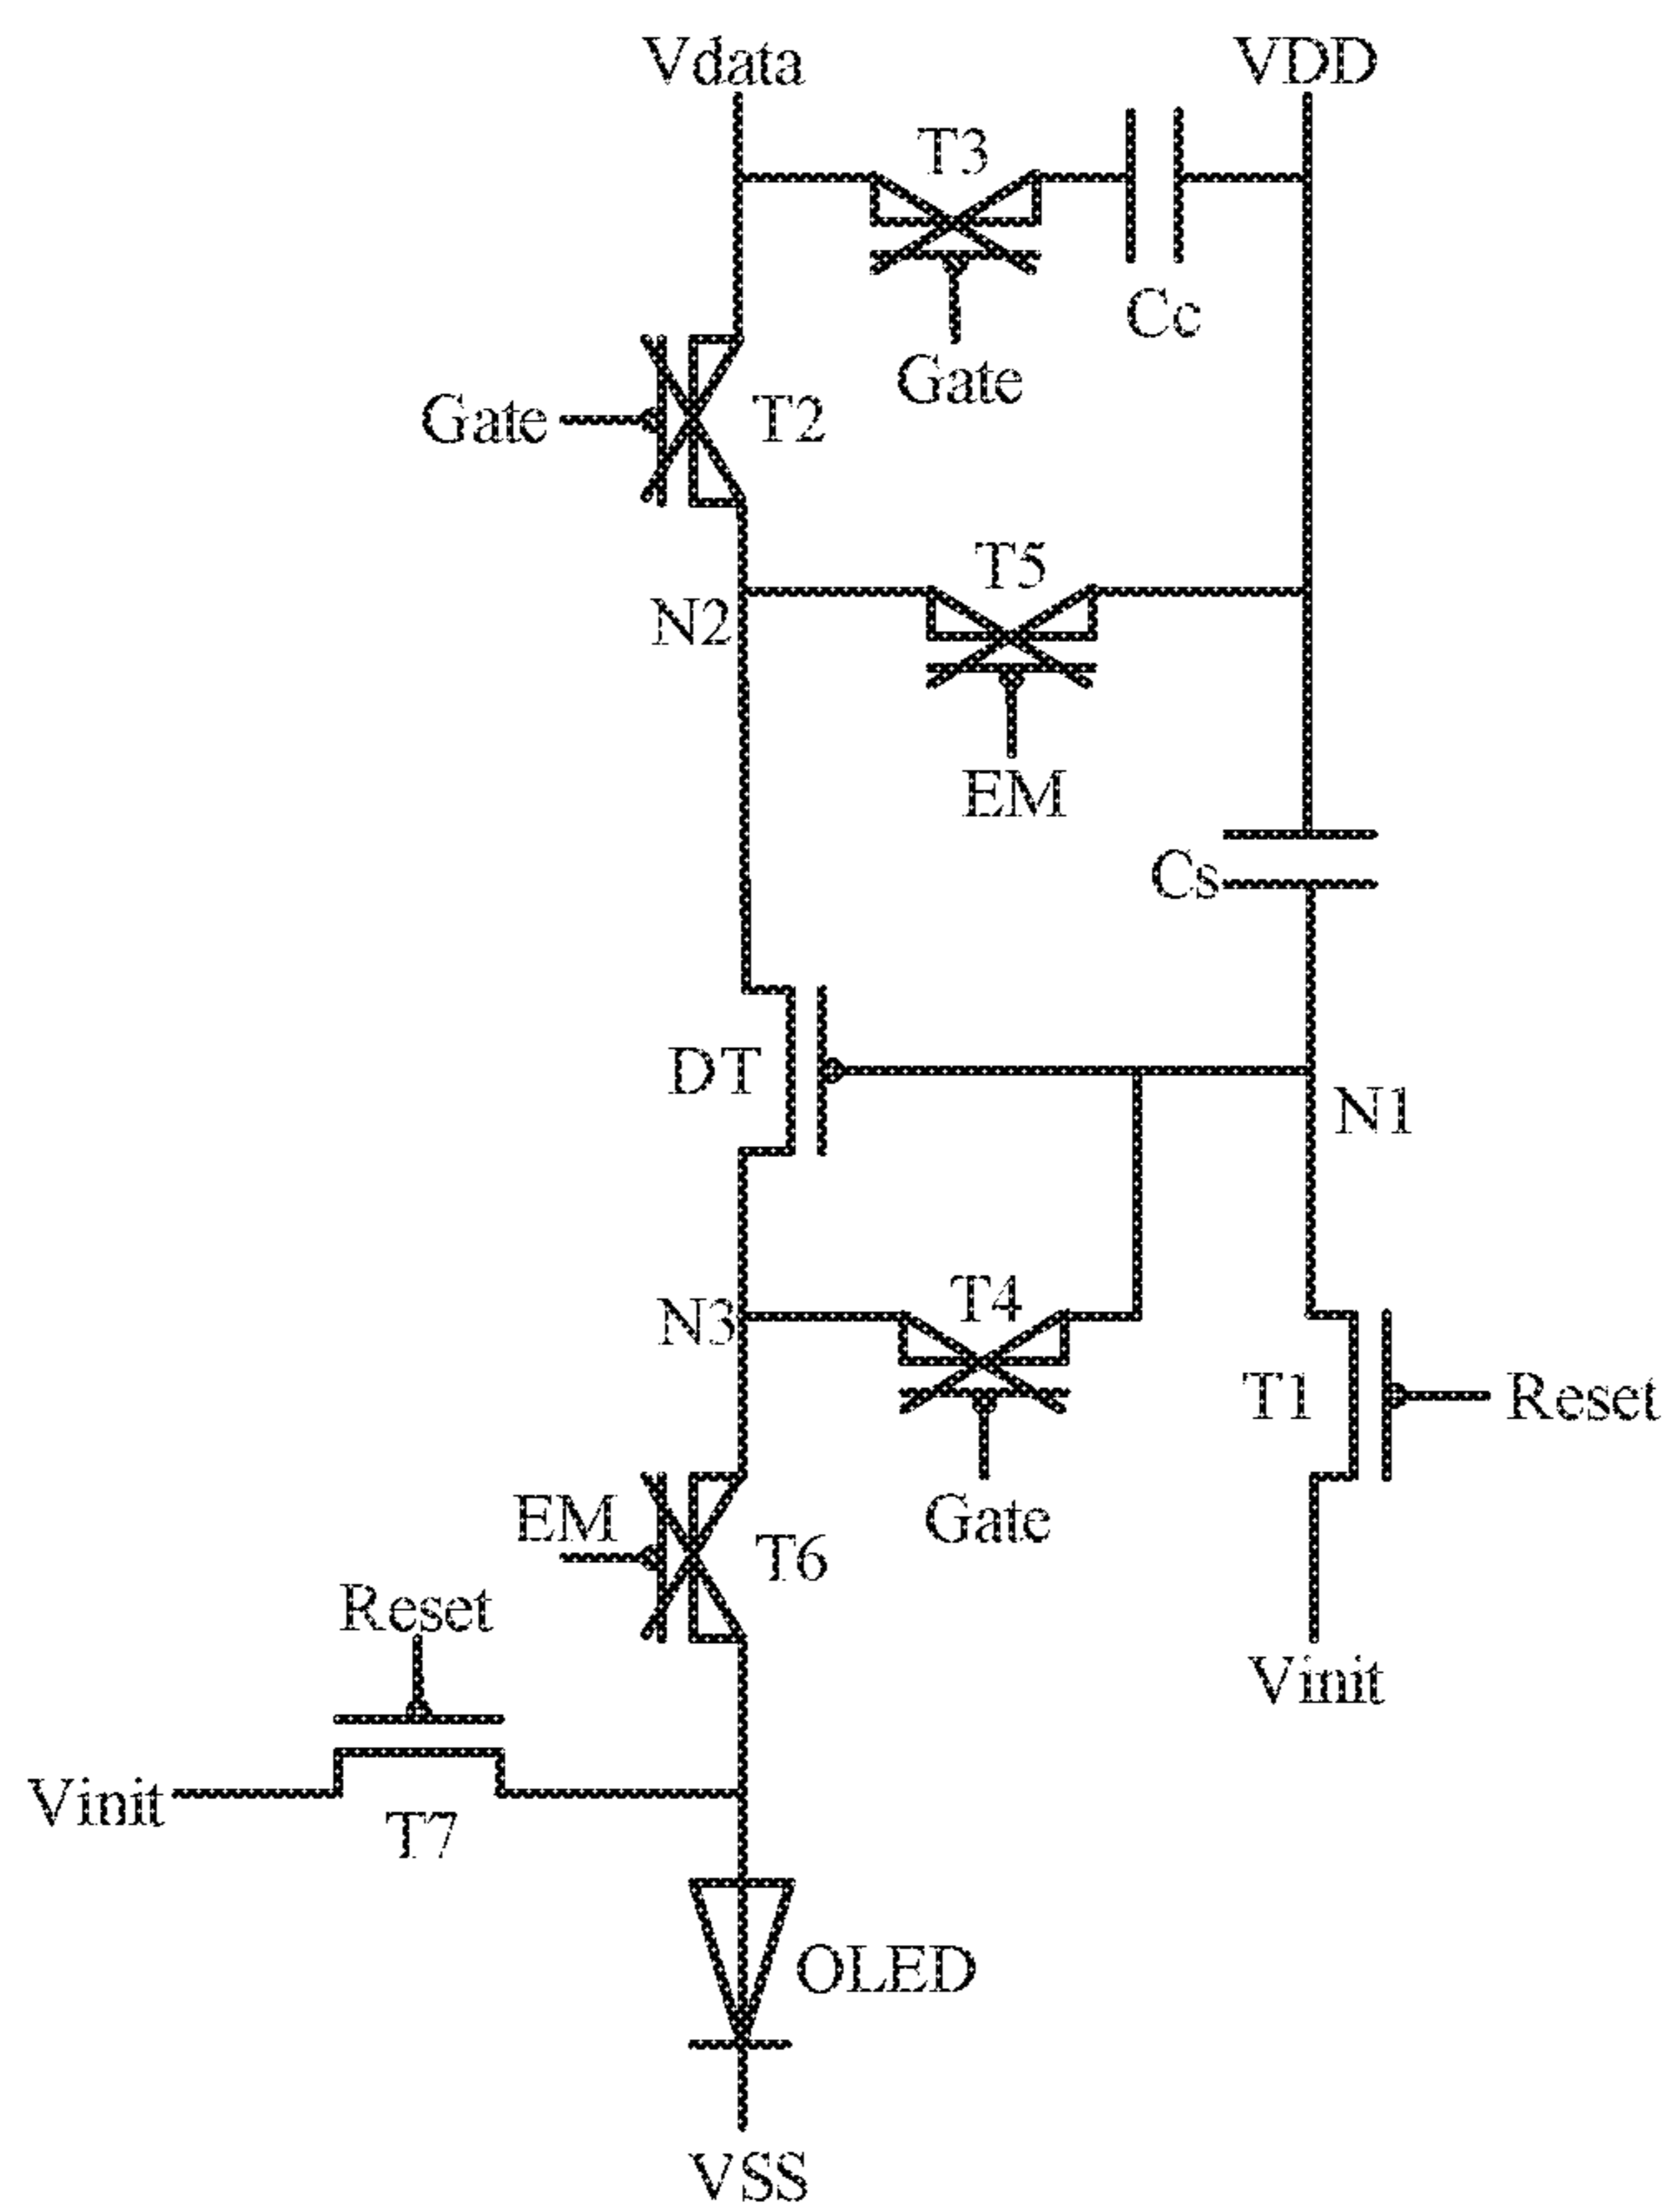 Vdata
VDD
T3
Cc
Gate
Gate
T2
T5
N2
EM
Cs
DT
N1
T4
N3
T1
Reset
Gate
EM
T6
Reset
Vinit
Vinit
T7
OLED
VSS